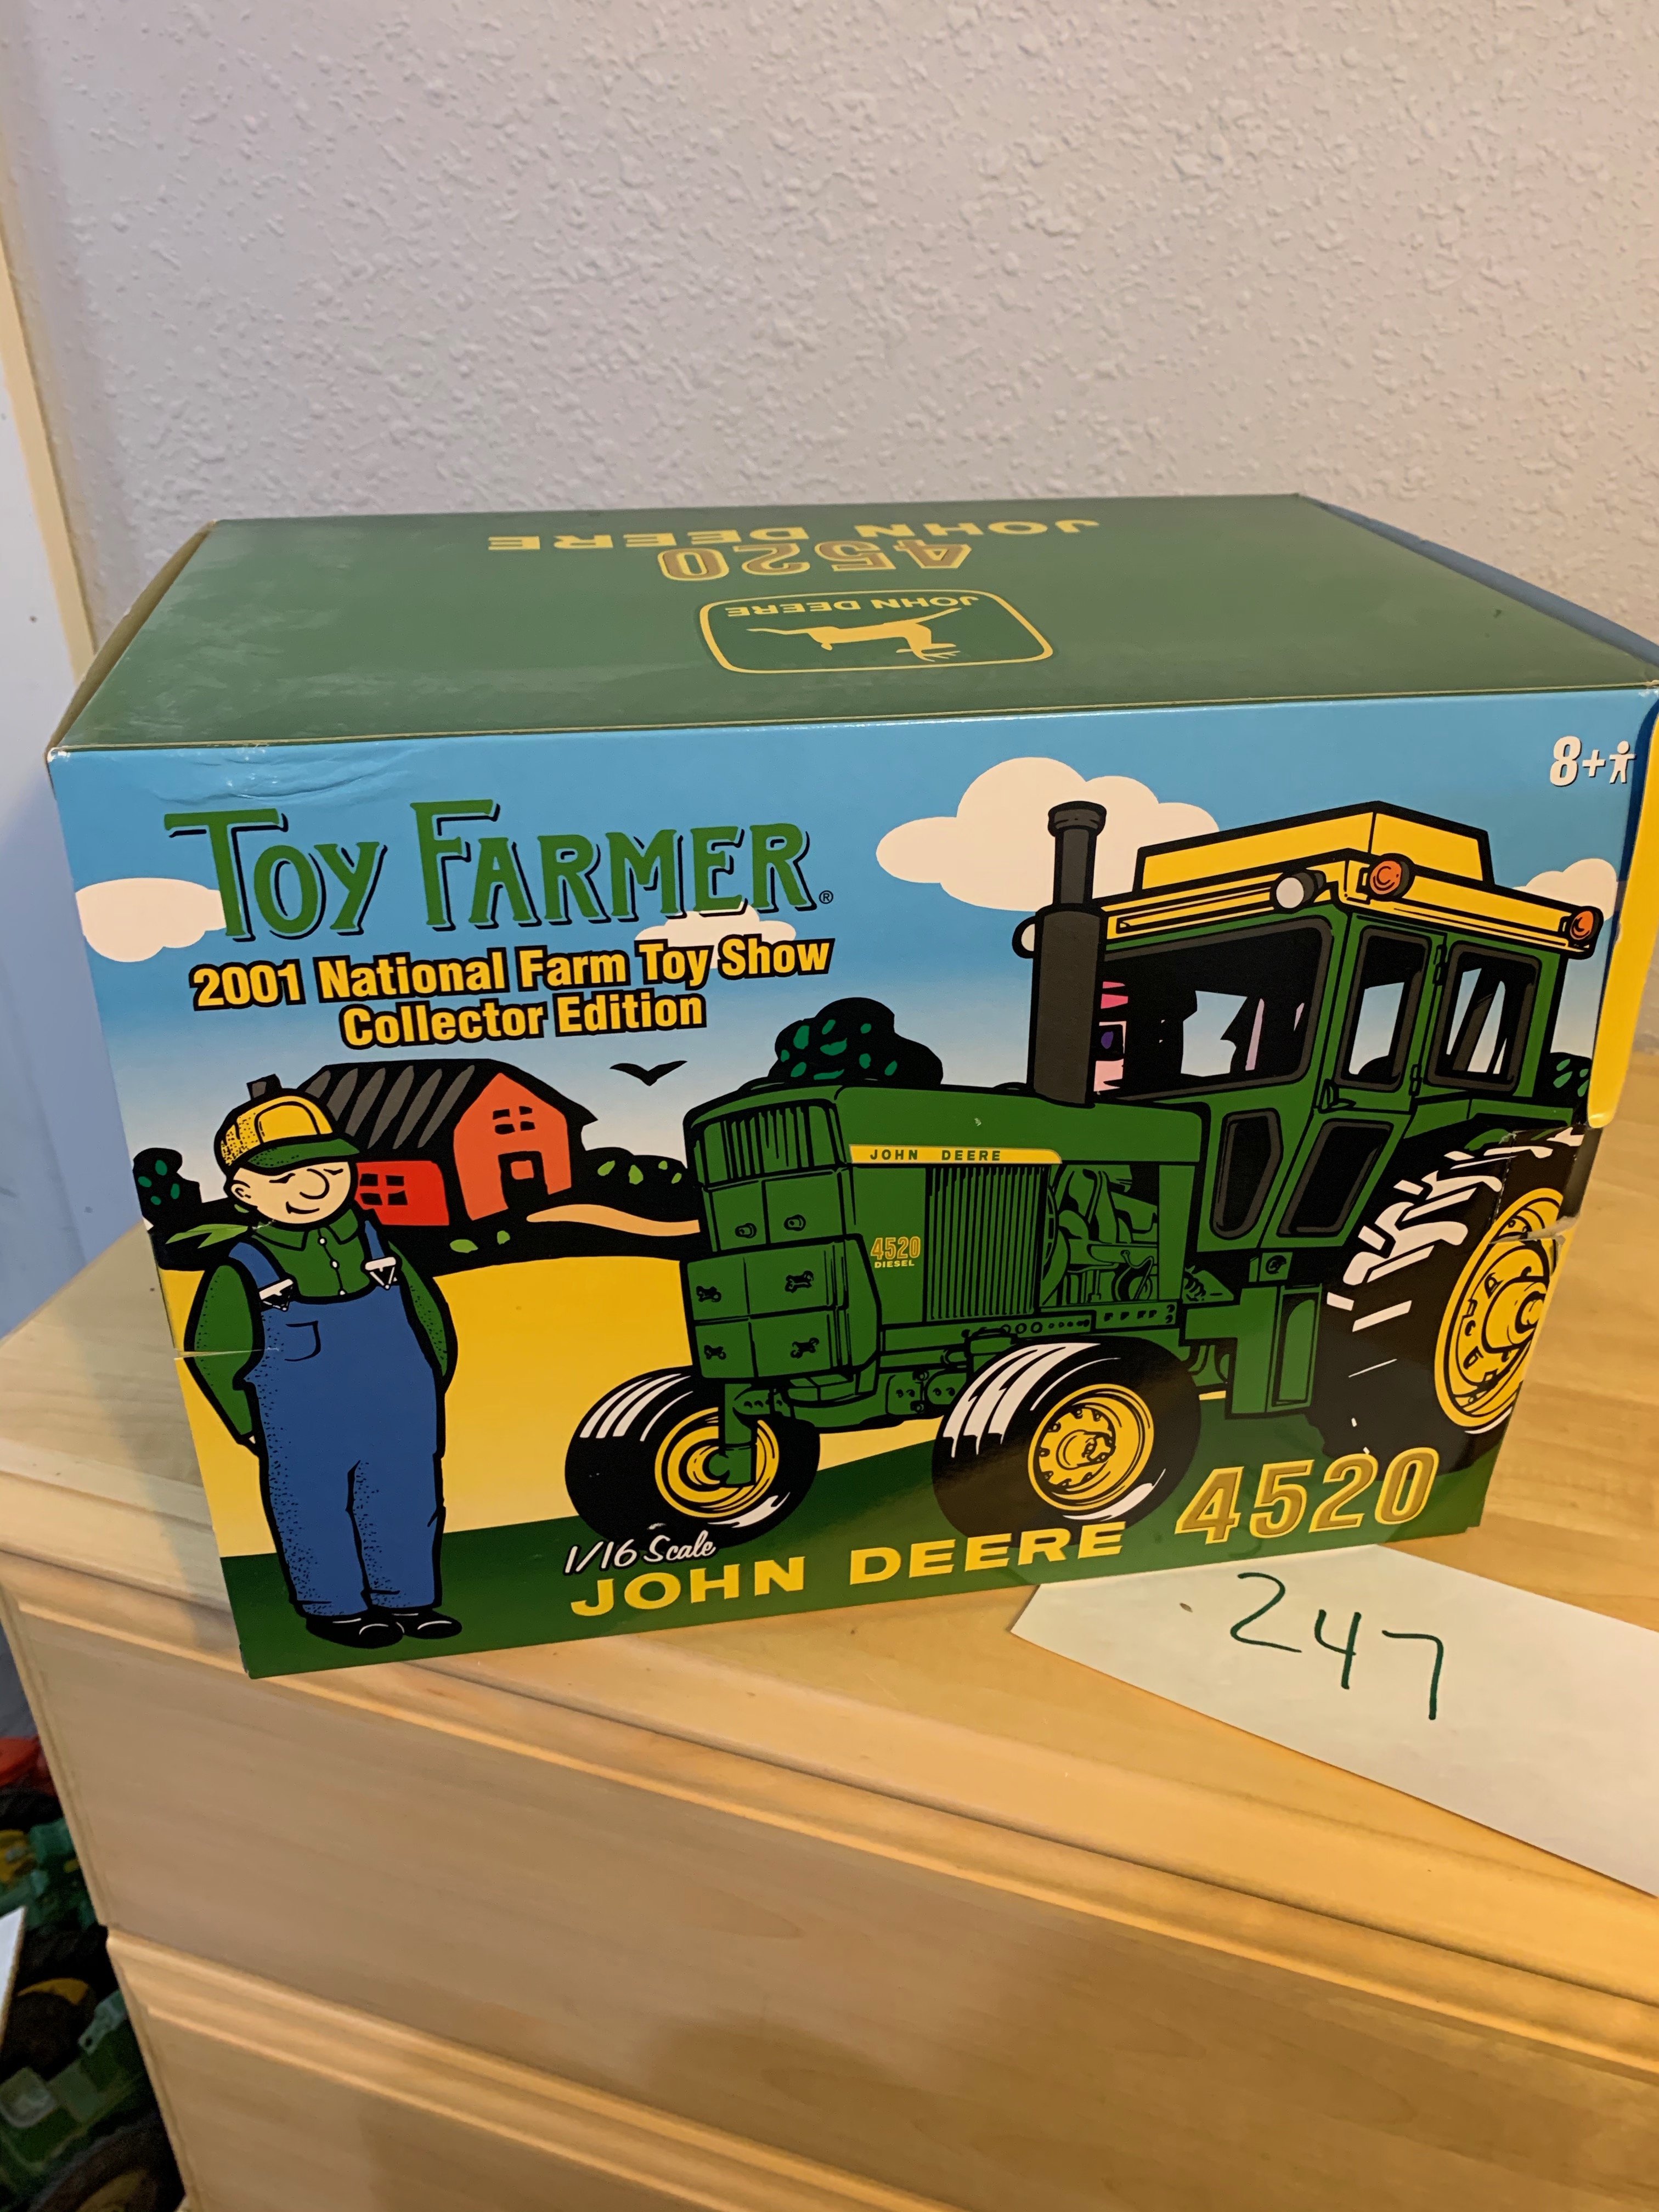 JOHN DEERE
4520
JOHN DEERE
8+
TOY FARMER®
2001 National Farm Toy Show
Collector Edition
JOHN DEERE
4520
DIESEL
1/16 Scale
JOHN DEERE 4520
247